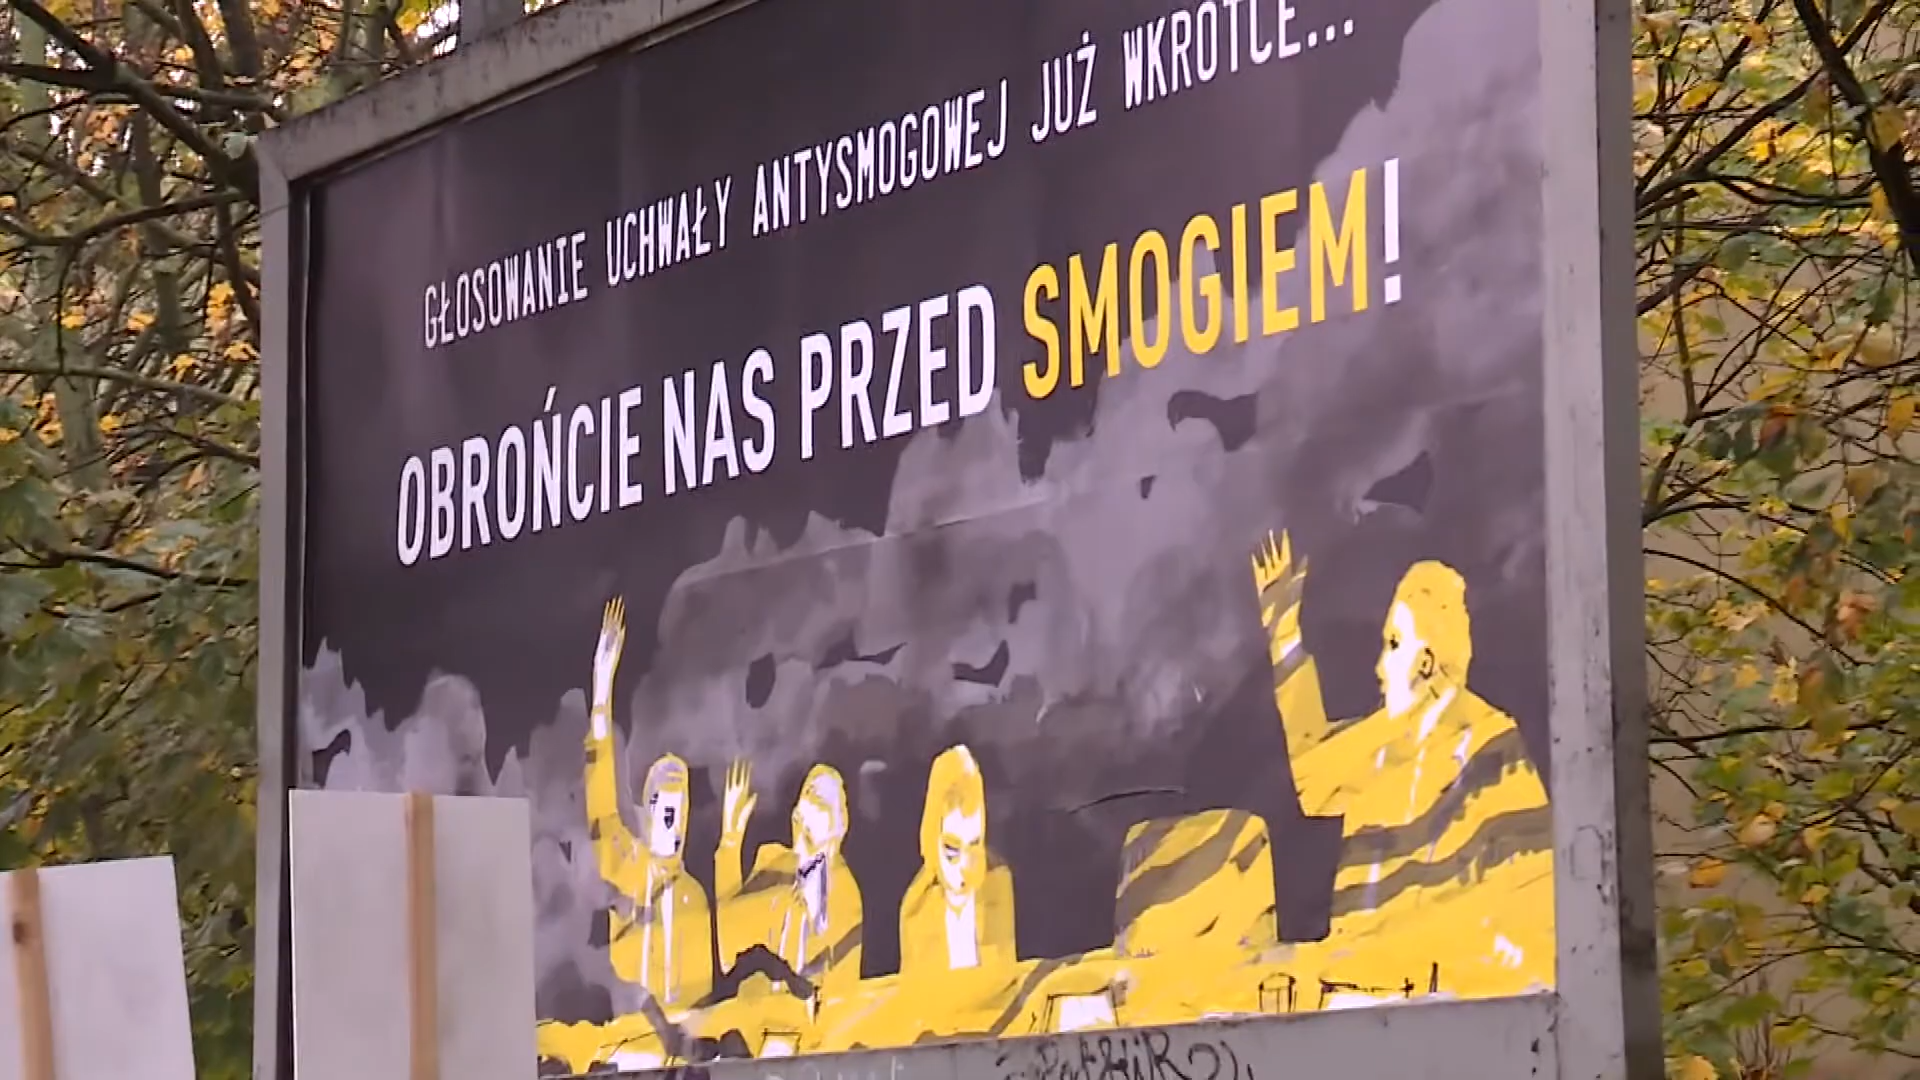 GŁOSOWANIE UCHWAŁY ANTYSMOGOWEJ JUŻ WKRÓTCE...
OBROŃCIE NAS PRZED SMOGIEM!